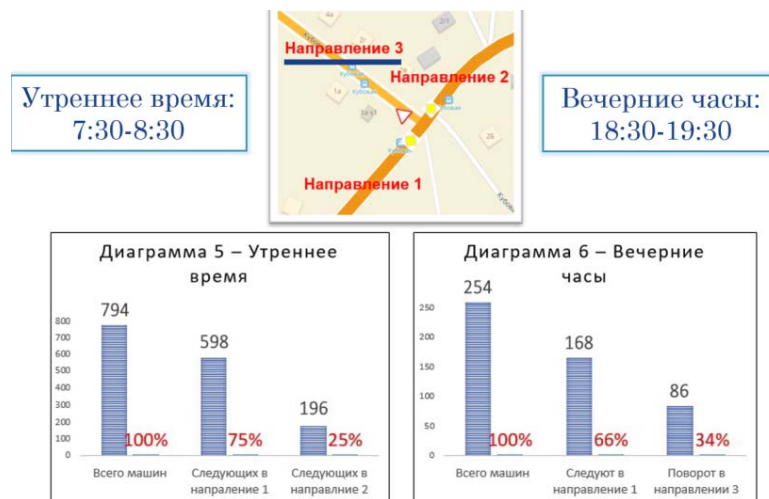 Направление 3
Направление 2
Направление 1
Утреннее время:
7:30-8:30
Вечерние часы:
18:30-19:30
Диаграмма 5 – Утреннее
время
794
598
196
800
700
600
500
400
300
200
100
0
100%
75%
25%
Всего машин
Следующих в
напраление 1
Следующих в
направлние 2
Диаграмма 6 – Вечерние
часы
254
168
86
250
200
150
100
50
0
100%
66%
34%
Всего машин
Следуют в
направление 1
Поворот в
направлении 3